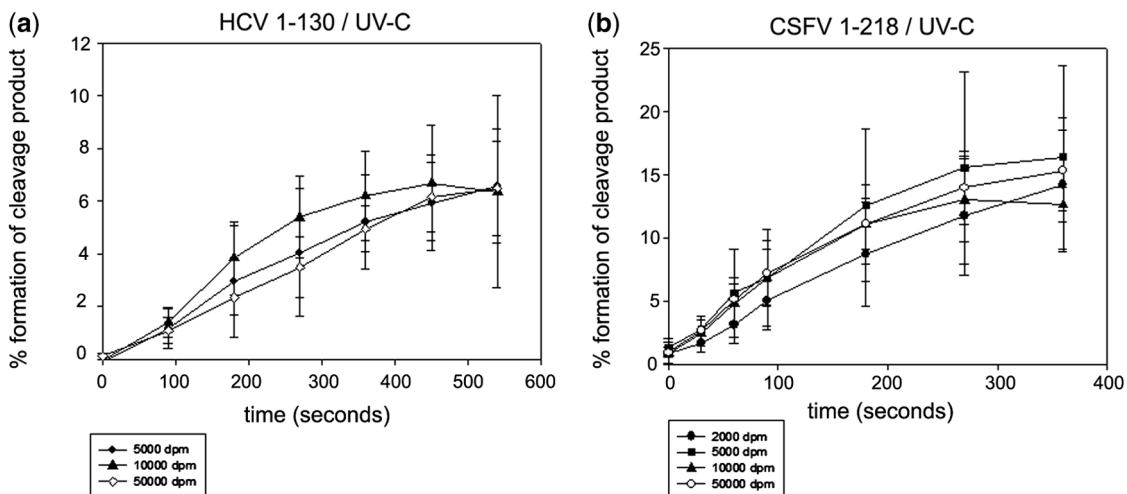 (a)
HCV 1-130 / UV-C
% formation of cleavage product
12
10
8
6
4
2
0
0 100 200 300 400 500 600
time (seconds)
5000 dpm
10000 dpm
50000 dpm
(b)
CSFV 1-218 / UV-C
% formation of cleavage product
25
20
15
10
5
0
0 100 200 300 400
time (seconds)
2000 dpm
5000 dpm
10000 dpm
50000 dpm